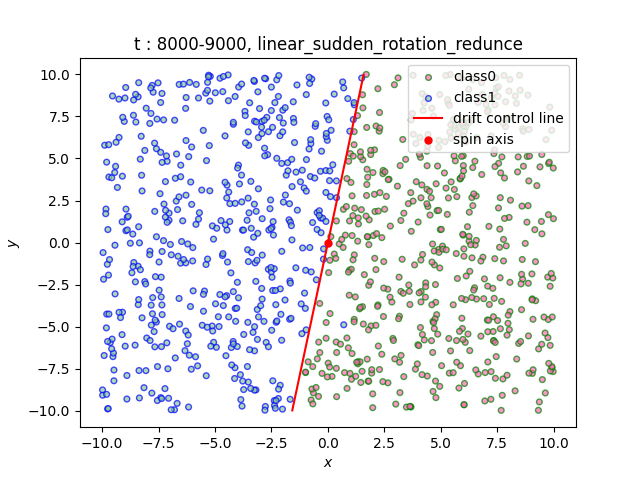 t : 8000-9000, linear_sudden_rotation_redunce
class0
class1
drift control line
spin axis
10.0
7.5
5.0
2.5
0.0
−2.5
−5.0
−7.5
−10.0
y
−10.0 −7.5 −5.0 −2.5 0.0 2.5 5.0 7.5 10.0
x